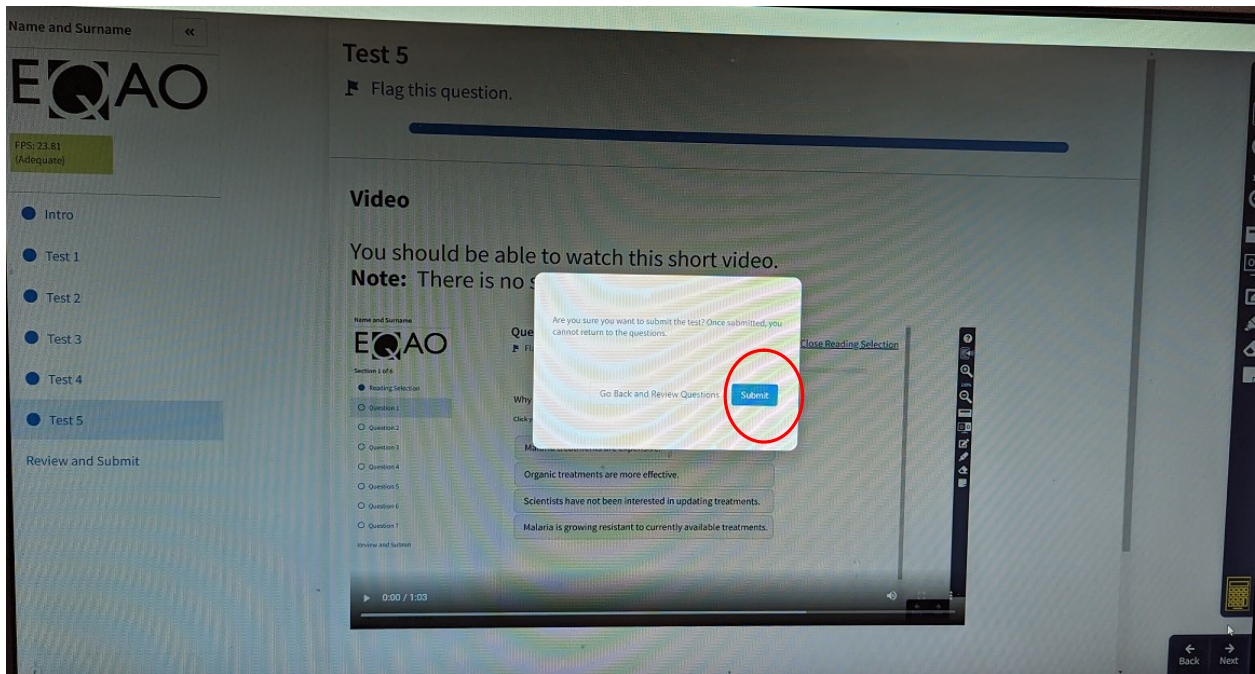 Name and Surname
«
EQAO
FPS: 23.81
(Adequate)
Intro
Test 1
Test 2
Test 3
Test 4
Test 5
Review and Submit
Test 5
Flag this question.
Video
You should be able to watch this short video.
Note: There is no
Are you sure you want to submit the test? Once submitted, you
cannot return to the questions.
Go Back and Review Questions
Submit
Name and Surname
EQAO
Section 1 of 6
Reading Selection
Question 1
Question 2
Question 3
Question 4
Question 5
Question 6
Question 7
Review and Submit
Close Reading Selection
Why
Organic treatments are more effective.
Scientists have not been interested in updating treatments.
Malaria is growing resistant to currently available treatments.
0:00 / 1:03
Back
Next